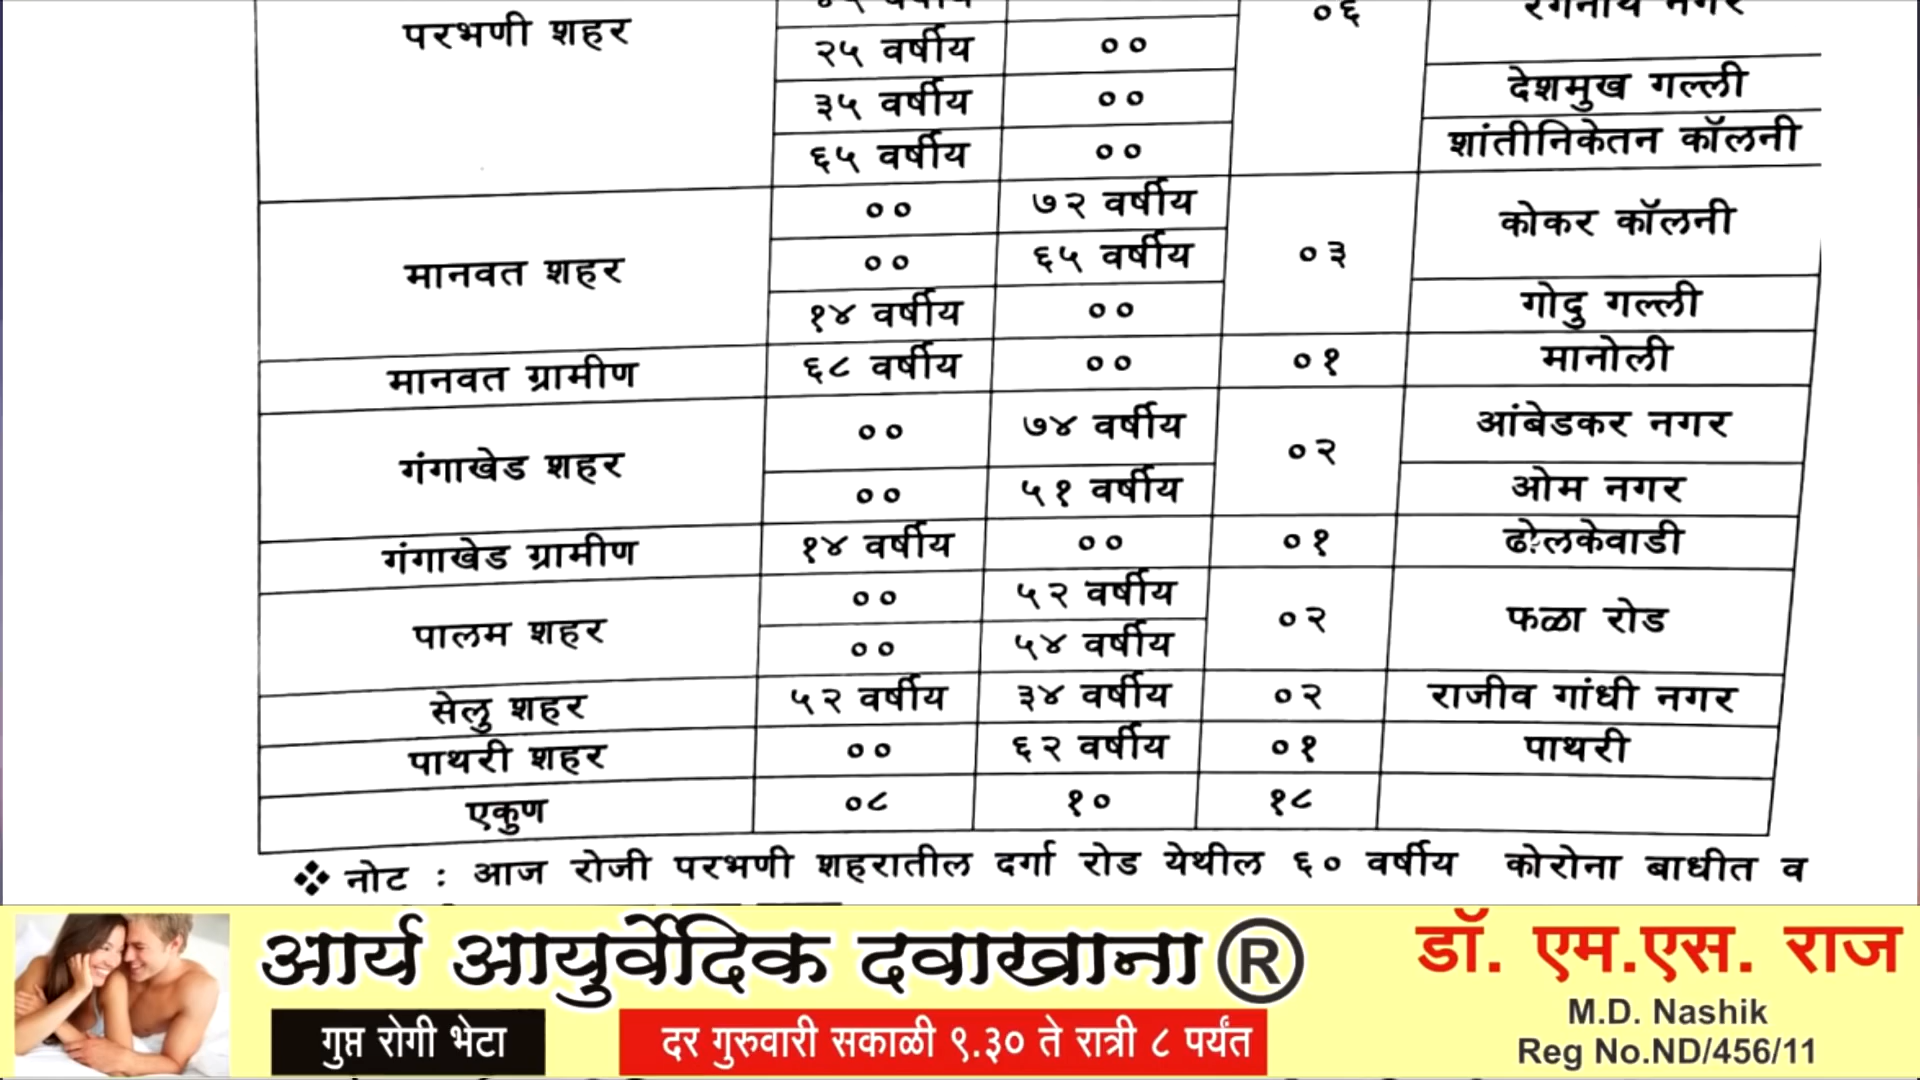 परभणी शहर ०६
२५ वर्षीय ००
३५ वर्षीय ०० देशमुख गल्ली
६५ वर्षीय ०० शांतीनिकेतन कॉलनी
मानवत शहर ०० ७२ वर्षीय ०३ कोकर कॉलनी
०० ६५ वर्षीय
१४ वर्षीय ०० गोदु गल्ली
मानवत ग्रामीण ६८ वर्षीय ०० ०१ मानोली
गंगाखेड शहर ०० ७४ वर्षीय ०२ आंबेडकर नगर
०० ५१ वर्षीय ओम नगर
गंगाखेड ग्रामीण १४ वर्षीय ०० ०१ ढोलकेवाडी
पालम शहर ०० ५२ वर्षीय ०२ फळा रोड
०० ५४ वर्षीय
सेलु शहर ५२ वर्षीय ३४ वर्षीय ०२ राजीव गांधी नगर
पाथरी शहर ०० ६२ वर्षीय ०१ पाथरी
एकुण ०८ १० १८
❖ नोट : आज रोजी परभणी शहरातील दर्गा रोड येथील ६० वर्षीय कोरोना बाधीत व
आर्य आयुर्वेदिक दवाखाना®
गुप्त रोगी भेटा
दर गुरुवारी सकाळी ९.३० ते रात्री ८ पर्यंत
डॉ. एम.एस. राज
M.D. Nashik
Reg No.ND/456/11